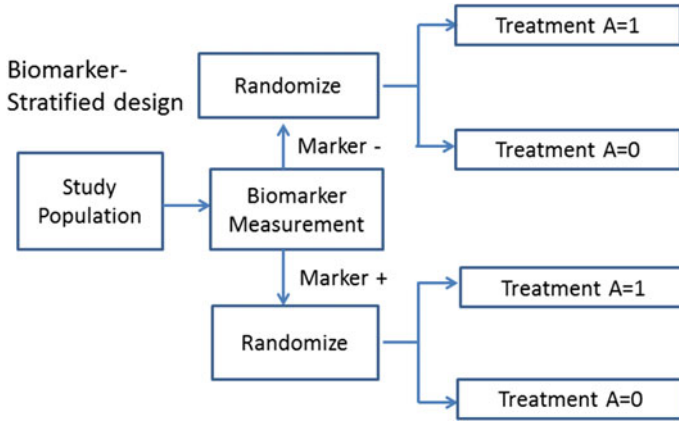 Biomarker-
Stratified design
Randomize
Treatment A=1
Treatment A=0
Marker -
Study
Population
Biomarker
Measurement
Marker +
Randomize
Treatment A=1
Treatment A=0